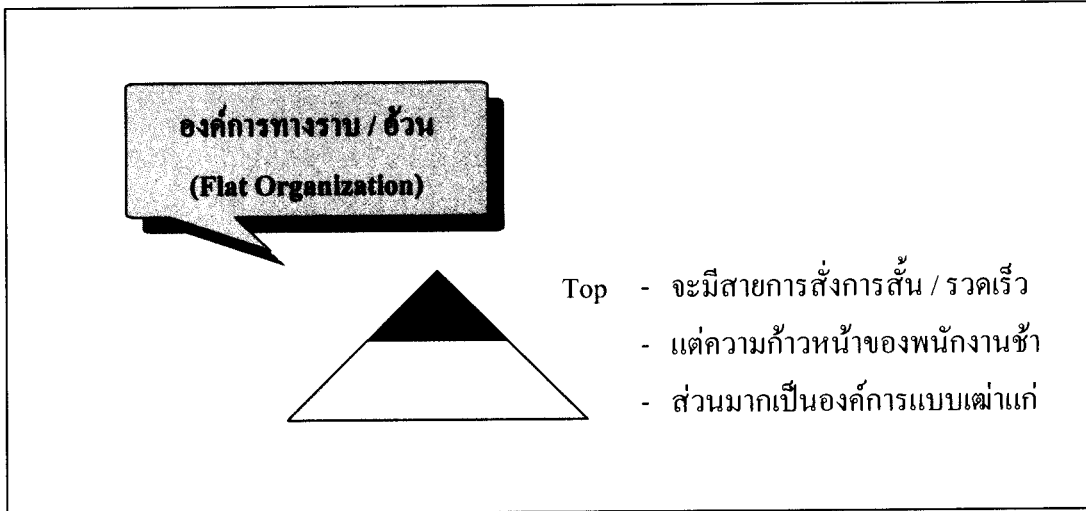 องค์การทางราบ / อ้วน
(Flat Organization)
Top - จะมีสายการสั่งการสั้น / รวดเร็ว
- แต่ความก้าวหน้าของพนักงานช้า
- ส่วนมากเป็นองค์การแบบเฒ่าแก่